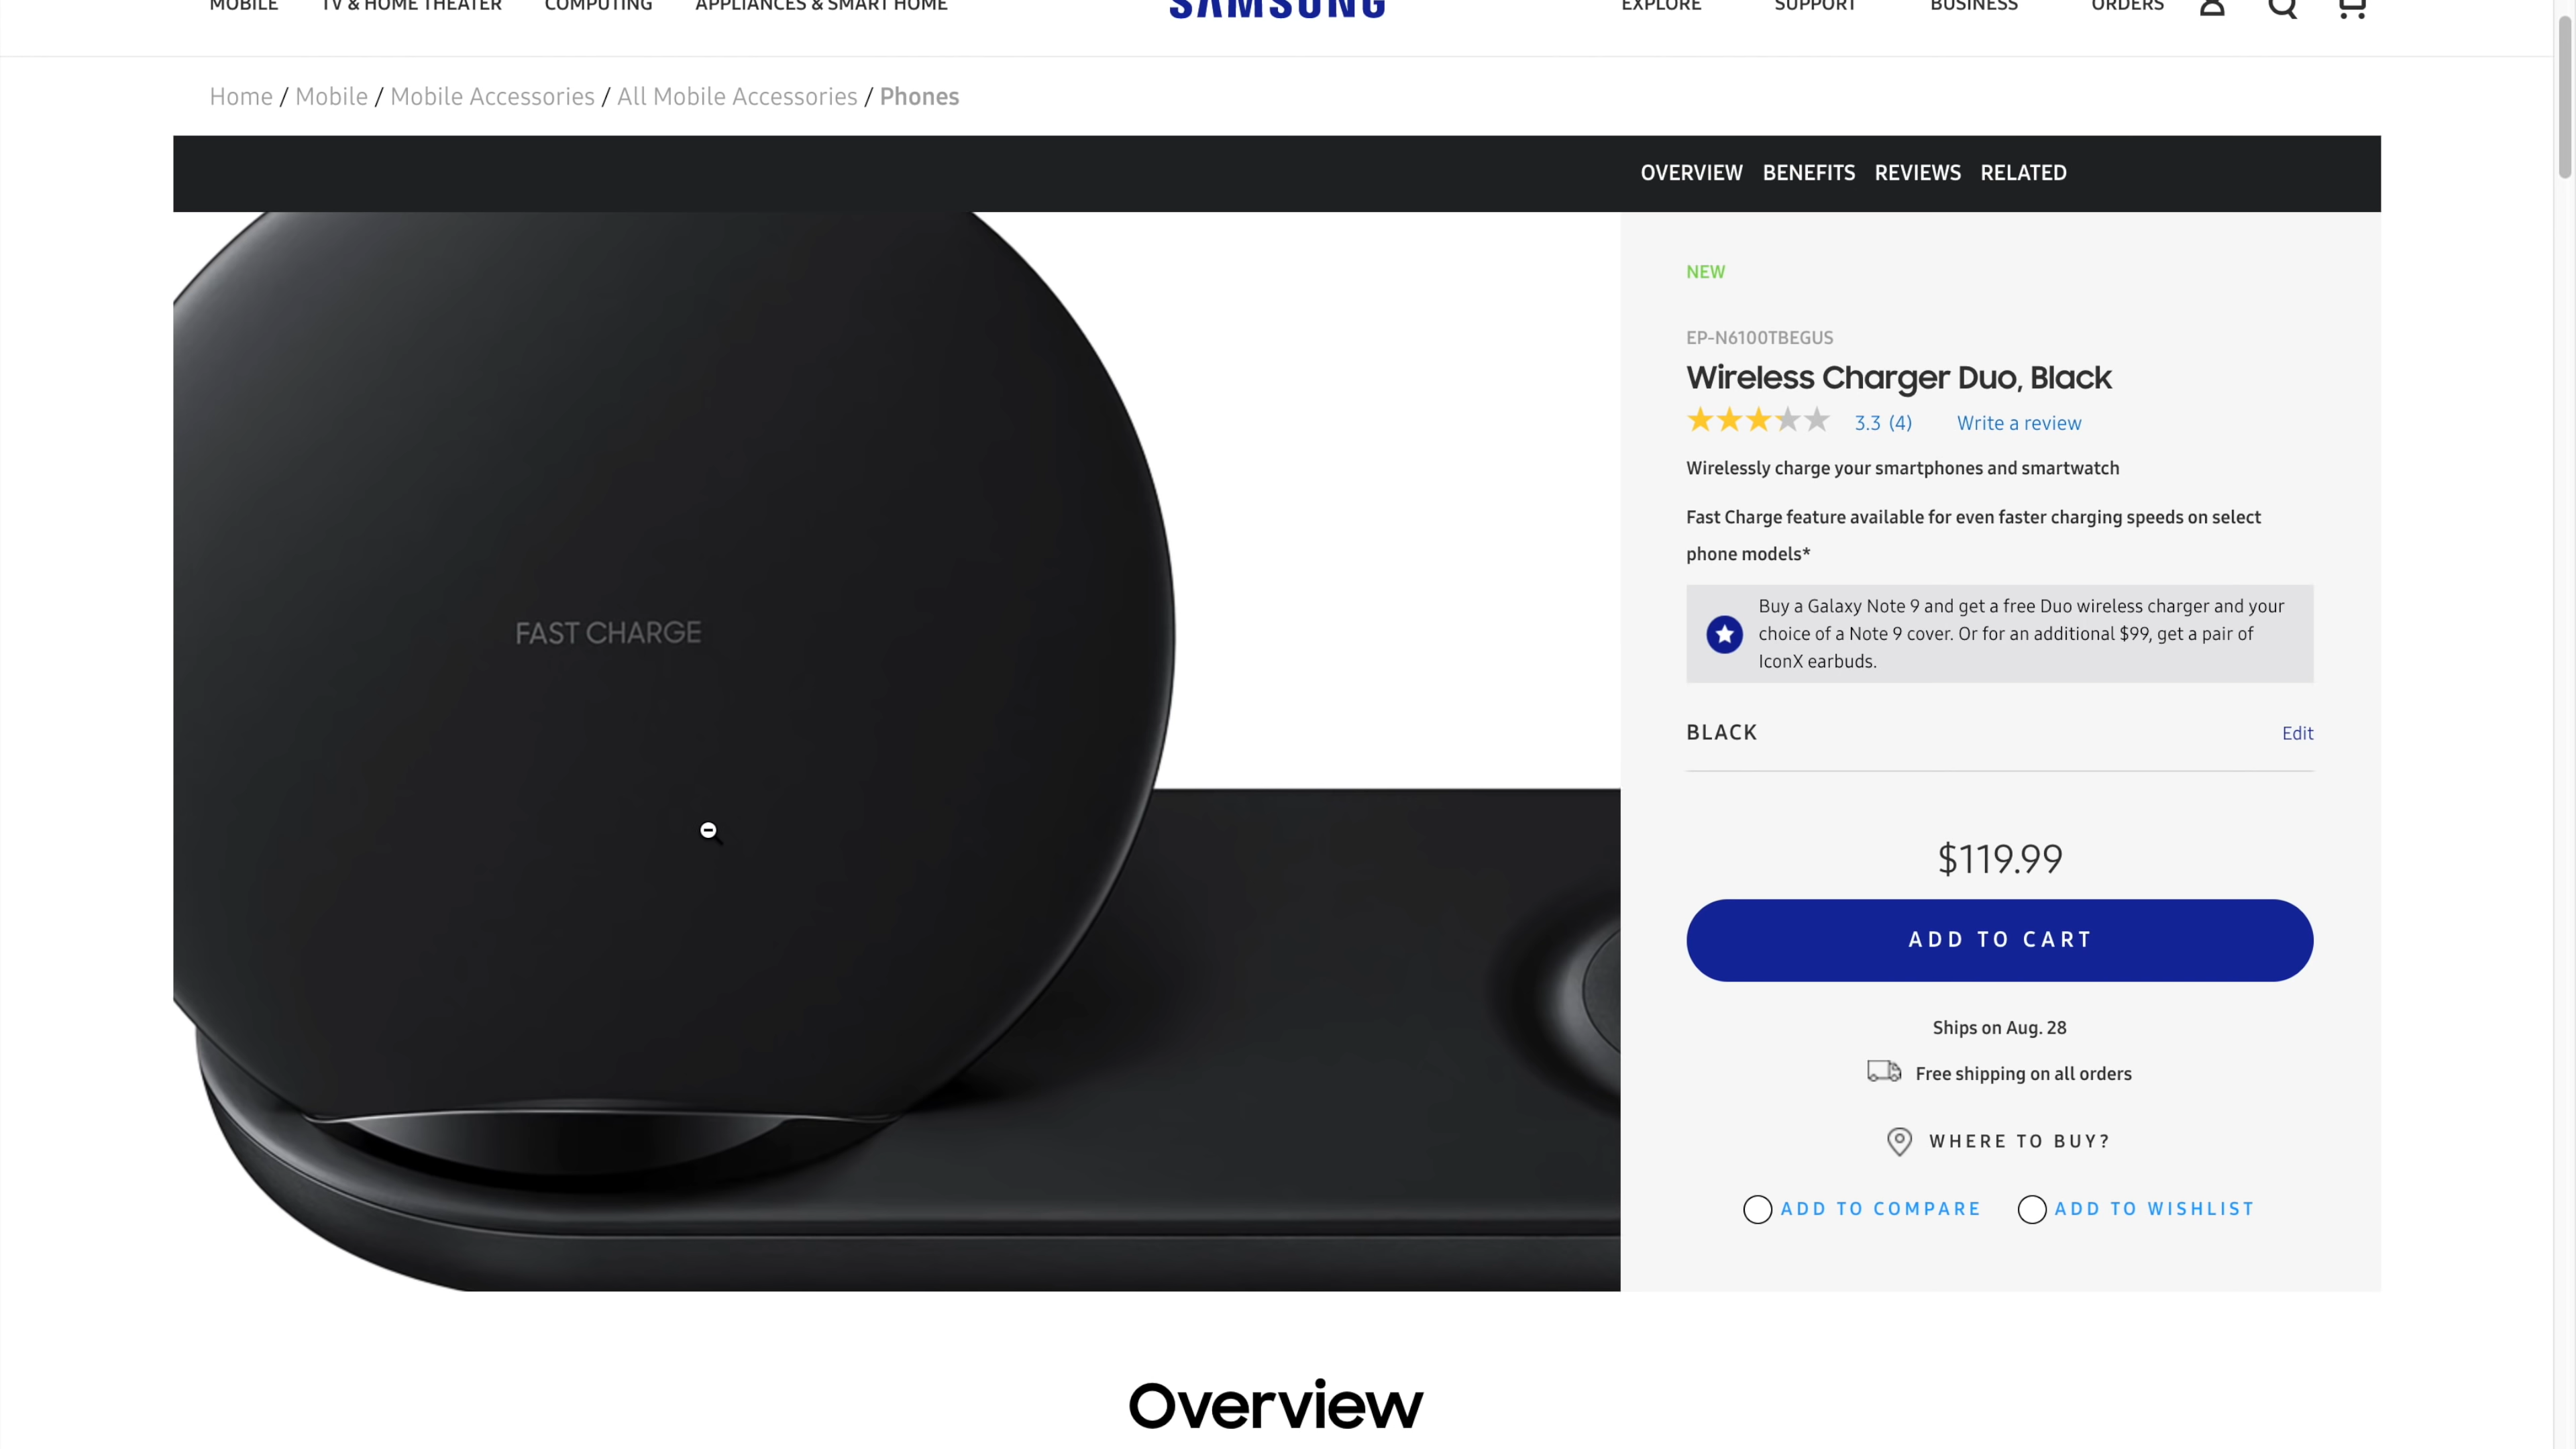 MOBILE TV & HOME THEATER COMPUTING APPLIANCES & SMART HOME SAMSUNG EXPLORE SUPPORT BUSINESS ORDERS
Home / Mobile / Mobile Accessories / All Mobile Accessories / Phones
OVERVIEW BENEFITS REVIEWS RELATED
NEW
EP-N6100TBEGUS
Wireless Charger Duo, Black
3.3 (4) Write a review
Wirelessly charge your smartphones and smartwatch
Fast Charge feature available for even faster charging speeds on select
phone models*
Buy a Galaxy Note 9 and get a free Duo wireless charger and your
choice of a Note 9 cover. Or for an additional $99, get a pair of
IconX earbuds.
FAST CHARGE
BLACK Edit
$119.99
ADD TO CART
Ships on Aug. 28
Free shipping on all orders
WHERE TO BUY?
ADD TO COMPARE ADD TO WISHLIST
Overview